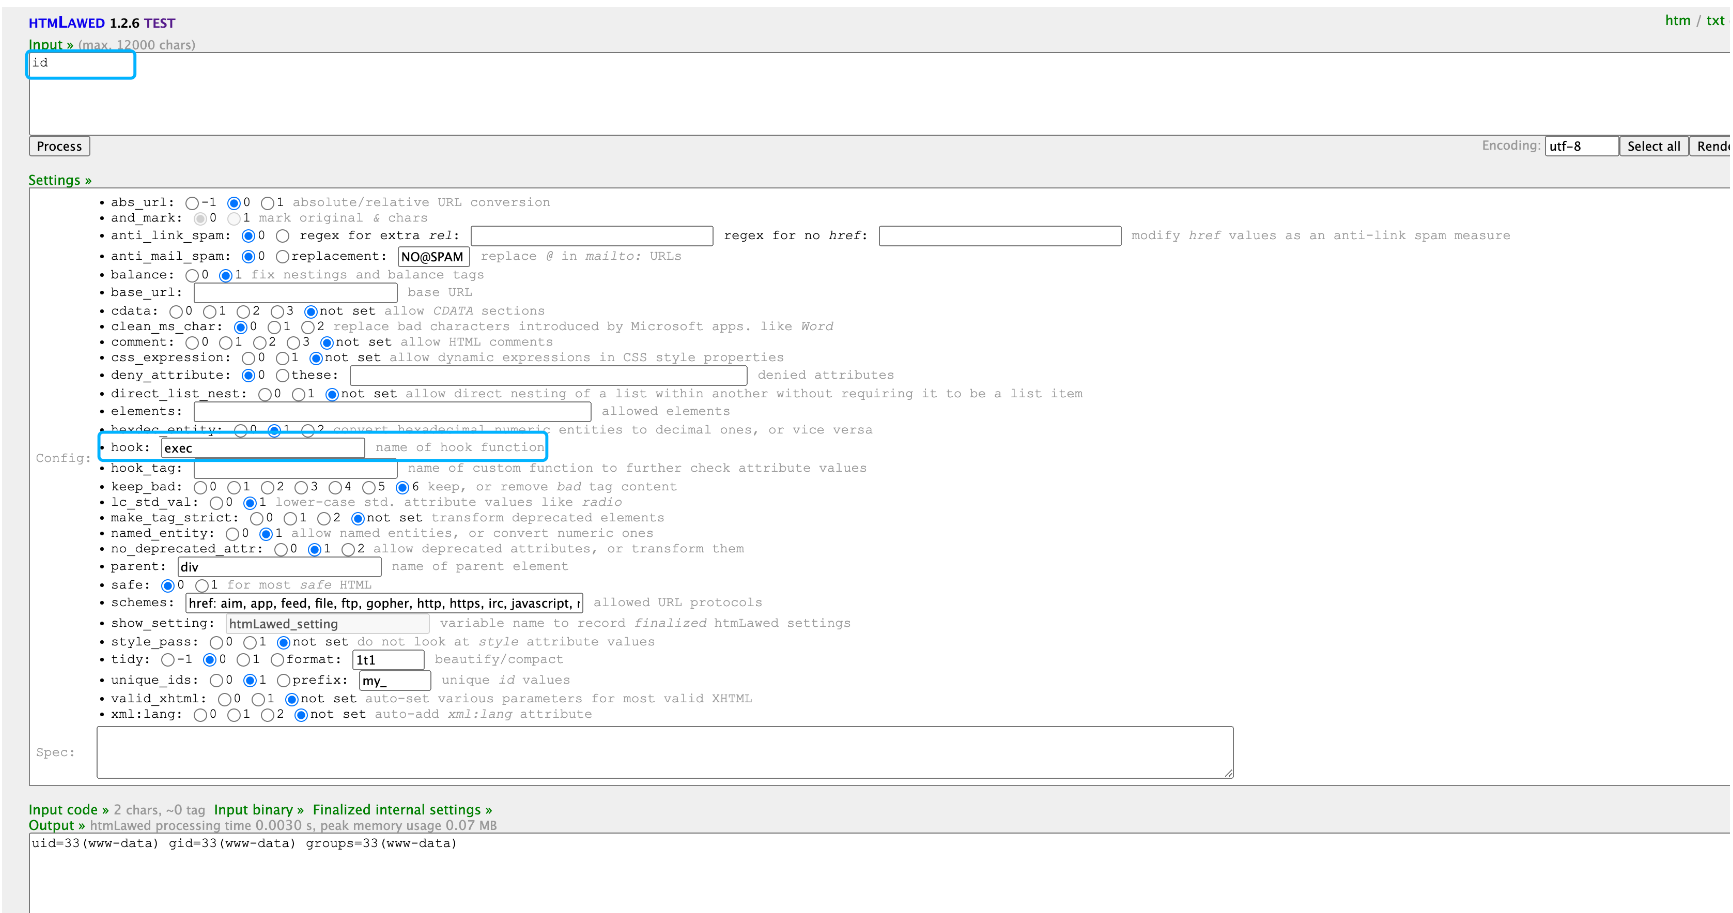 HTMLAWED 1.2.6 TEST
htm / txt
Input » (max. 12000 chars)
id
Process
Encoding: utf-8 Select all
Settings »
Config:
• abs_url: -1 0 1 absolute/relative URL conversion
• and_mark: 0 1 mark original & chars
• anti_link_spam: 0 regex for extra rel: regex for no href: modify href values as an anti-link spam measure
• anti_mail_spam: 0 replacement: NO@SPAM replace @ in mailto: URLs
• balance: 0 1 fix nestings and balance tags
• base_url: base URL
• cdata: 0 1 2 3 not set allow CDATA sections
• clean_ms_char: 0 1 2 replace bad characters introduced by Microsoft apps. like Word
• comment: 0 1 2 3 not set allow HTML comments
• css_expression: 0 1 not set allow dynamic expressions in CSS style properties
• deny_attribute: 0 these: denied attributes
• direct_list_nest: 0 1 not set allow direct nesting of a list within another without requiring it to be a list item
• elements: allowed elements
• hexdec_entity: 0 1 2 convert hexadecimal numeric entities to decimal ones, or vice versa
• hook: exec name of hook function
• hook_tag: name of custom function to further check attribute values
• keep_bad: 0 1 2 3 4 5 6 keep, or remove bad tag content
• lc_std_val: 0 1 lower-case std. attribute values like radio
• make_tag_strict: 0 1 2 not set transform deprecated elements
• named_entity: 0 1 allow named entities, or convert numeric ones
• no_deprecated_attr: 0 1 2 allow deprecated attributes, or transform them
• parent: div name of parent element
• safe: 0 1 for most safe HTML
• schemes: href: aim, app, feed, file, ftp, gopher, http, https, irc, javascript, allowed URL protocols
• show_setting: htmLawed_setting variable name to record finalized htmLawed settings
• style_pass: 0 1 not set do not look at style attribute values
• tidy: -1 0 1 format: 1t1 beautify/compact
• unique_ids: 0 1 prefix: my_ unique id values
• valid_xhtml: 0 1 not set auto-set various parameters for most valid XHTML
• xml:lang: 0 1 2 not set auto-add xml:lang attribute
Spec:
Input code » 2 chars, ~0 tag Input binary » Finalized internal settings »
Output » htmLawed processing time 0.0030 s, peak memory usage 0.07 MB
uid=33(www-data) gid=33(www-data) groups=33(www-data)